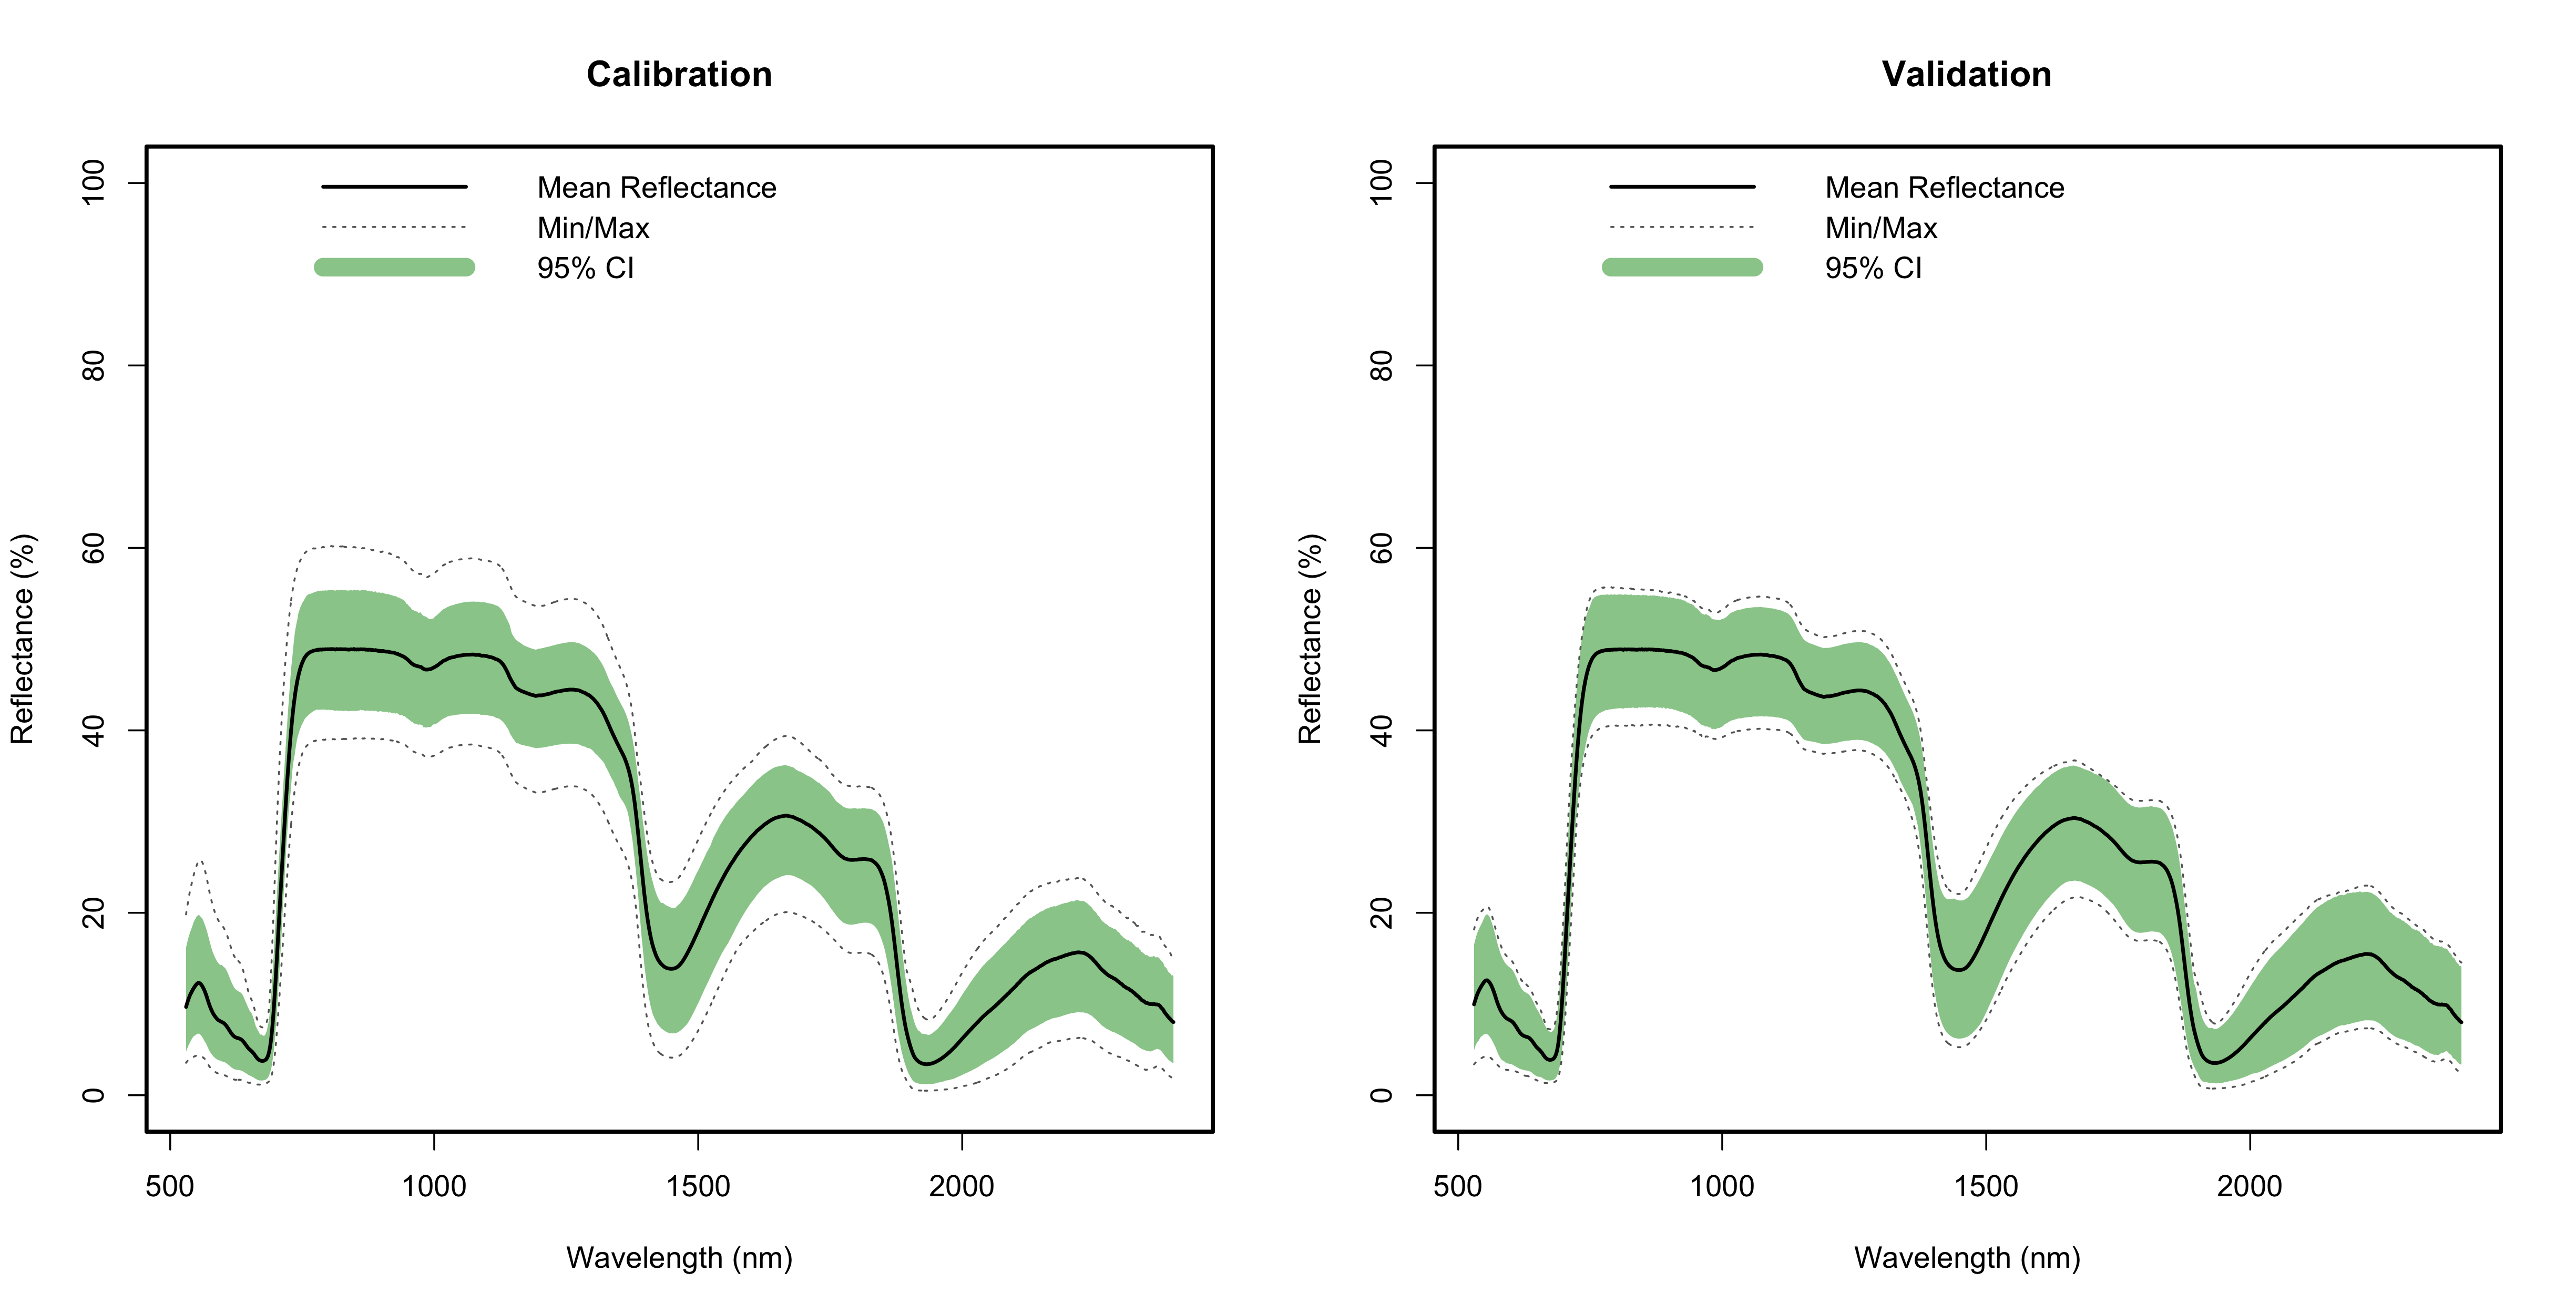 Calibration
Mean Reflectance
Min/Max
95% CI
Reflectance (%)
100
80
60
40
20
0
500 1000 1500 2000
Wavelength (nm)
Validation
Mean Reflectance
Min/Max
95% CI
Reflectance (%)
100
80
60
40
20
0
500 1000 1500 2000
Wavelength (nm)